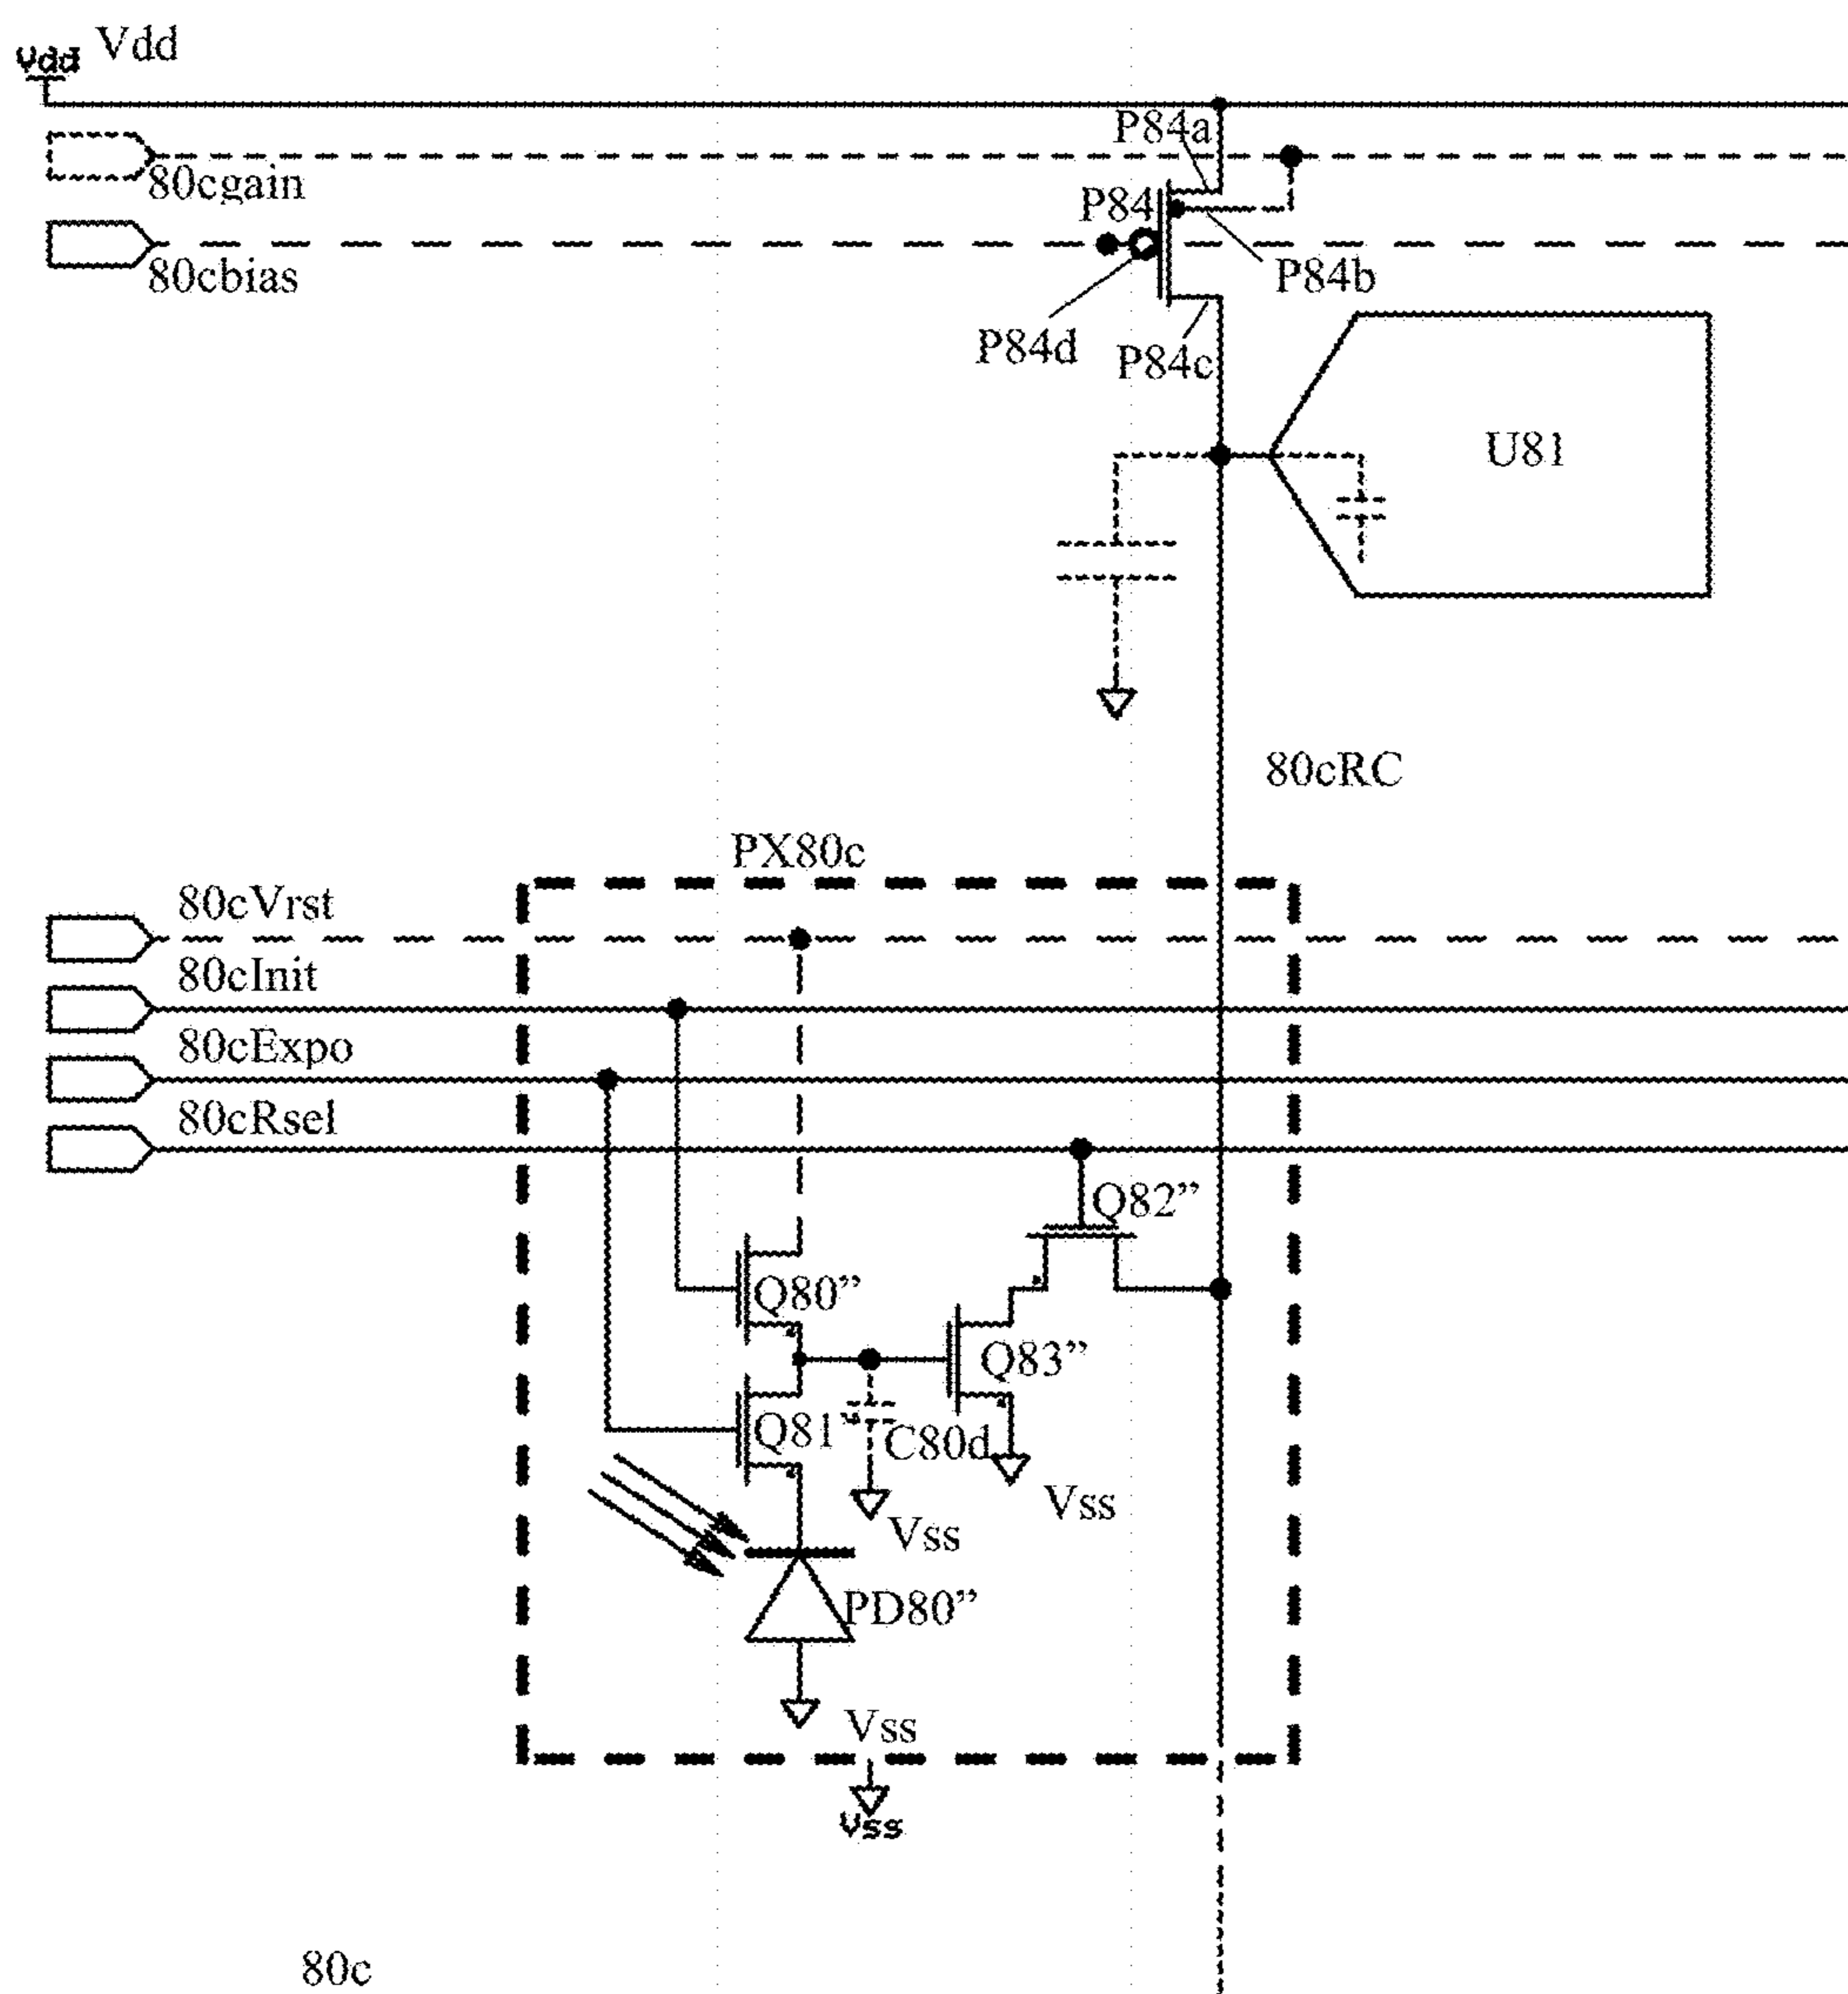 Vdd
Vdd
P84a
80cgain
P84
80cbias
P84b
P84d
P84c
U81
80cRC
PX80c
80cVrst
80cInit
80cExpo
80cRsel
Q82”
Q80”
Q83”
Q81”
C80d
Vss
Vss
PD80”
Vss
Vss
80c